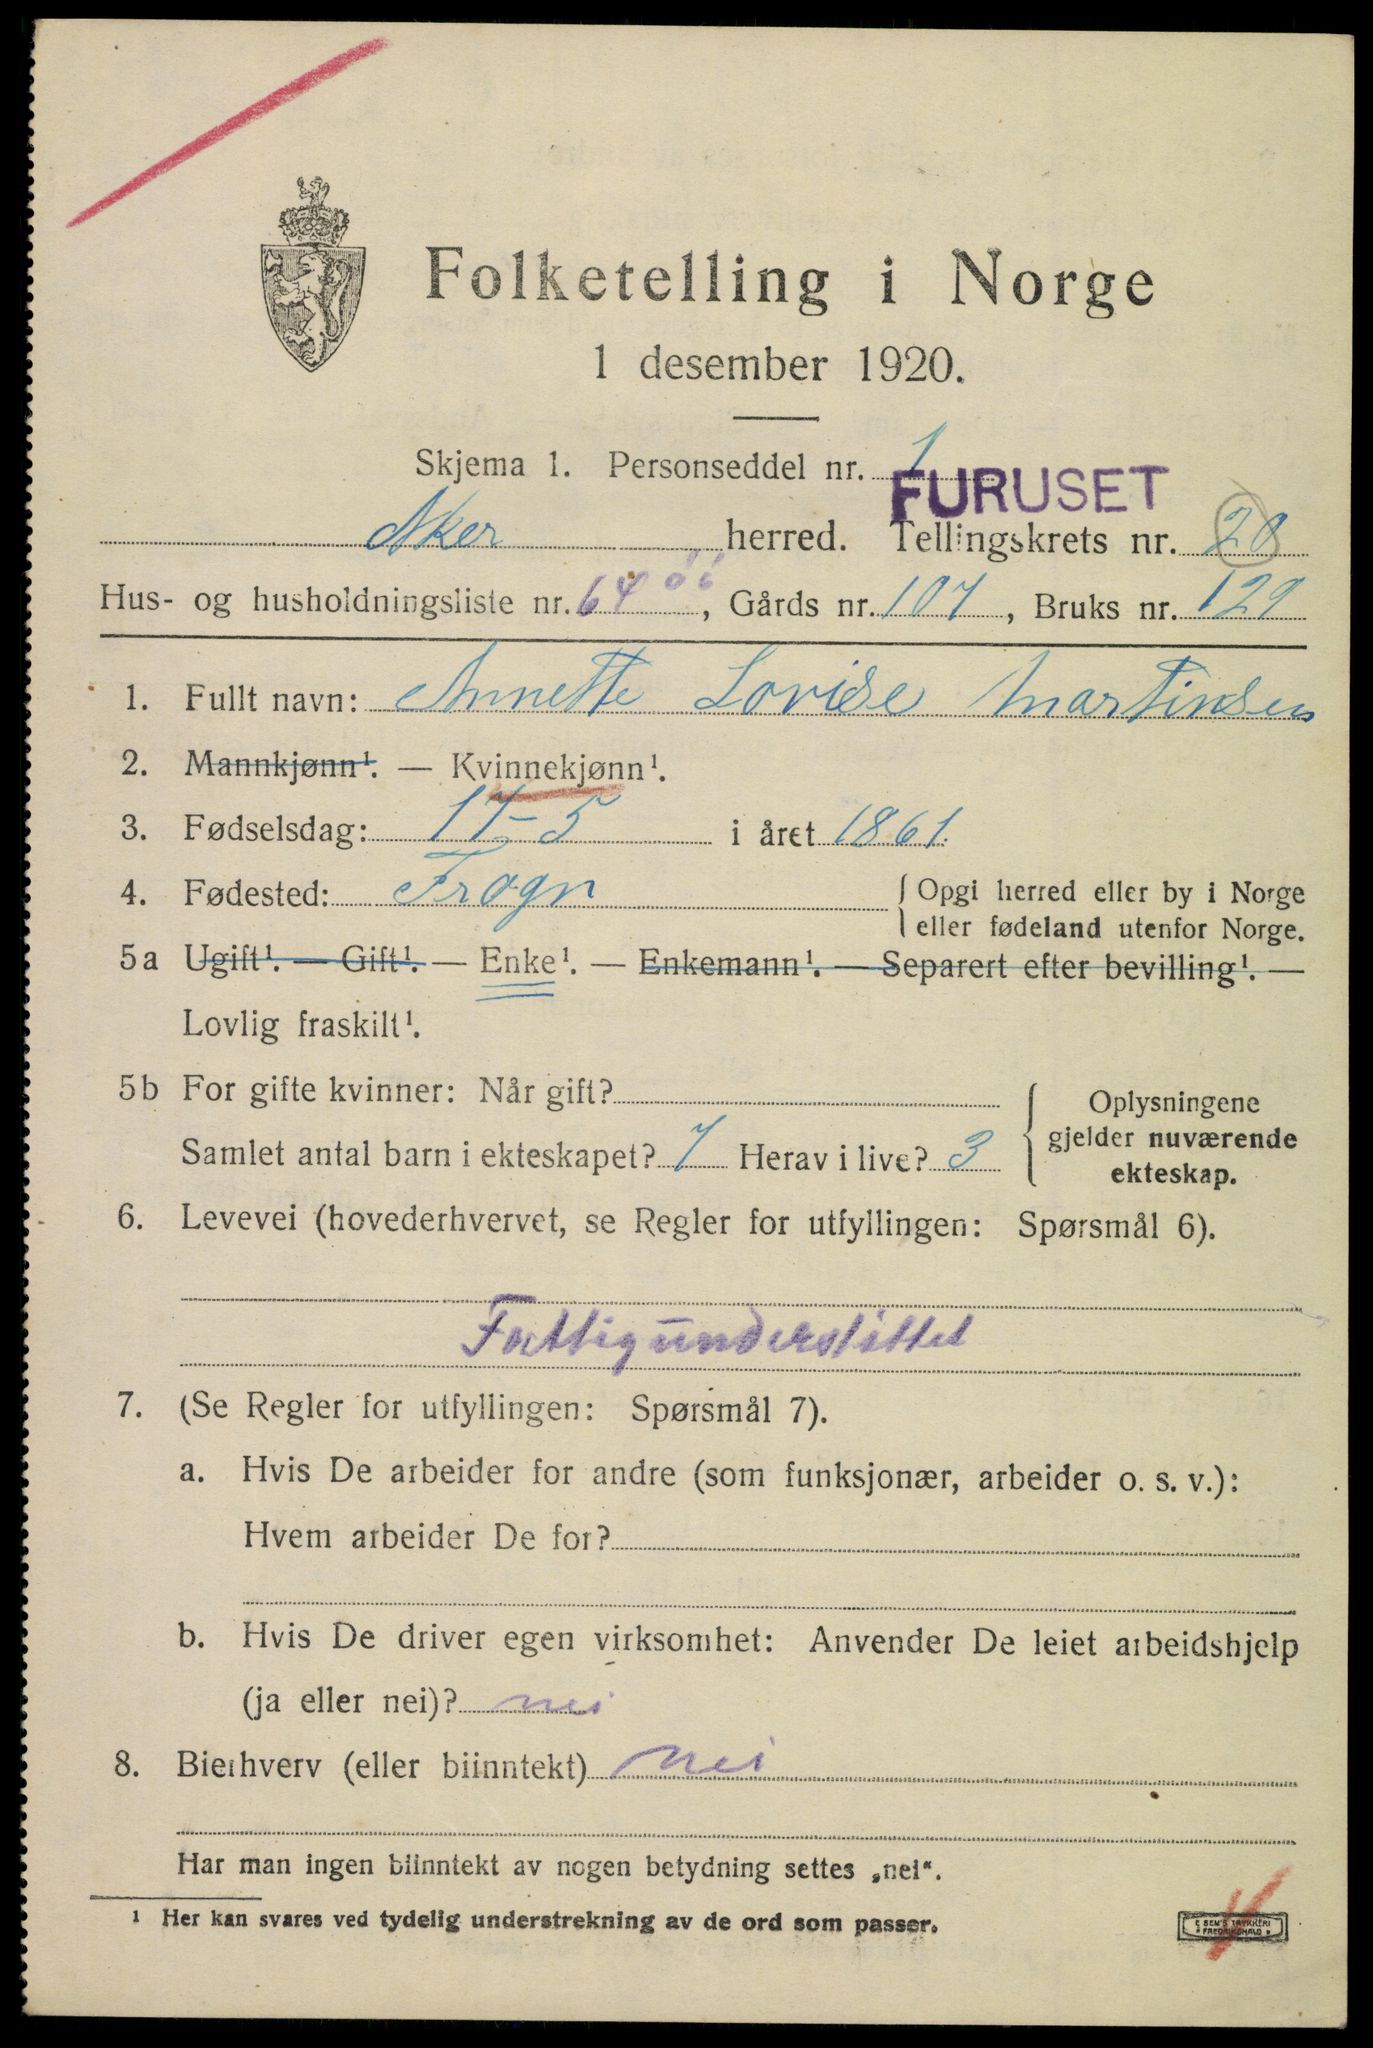 Folketelling i Norge
1 desember 1920.
Skjema 1. Personseddel nr. 1
FURUSET
Aker herred. Tellingskrets nr. 20
Hus- og husholdningsliste nr. 64, Gårds nr. 107, Bruks nr. 129
1. Fullt navn: Annette Lovise Martinsen
2. Mannkjønn¹. — Kvinnekjønn¹.
3. Fødselsdag: 17-5 i året 1861.
4. Fødested: Frogn { Opgi herred eller by i Norge
eller fødeland utenfor Norge.
5a Ugift¹. — Gift¹. — Enke¹. — Enkemann¹. — Separert efter bevilling¹. —
Lovlig fraskilt¹.
5b For gifte kvinner: Når gift?
Samlet antal barn i ekteskapet? 7 Herav i live? 3
Oplysningene
gjelder nuværende
ekteskap.
6. Levevei (hovederhvervet, se Regler for utfyllingen: Spørsmål 6).
Fattigunderstøttet
7. (Se Regler for utfyllingen: Spørsmål 7).
a. Hvis De arbeider for andre (som funksjonær, arbeider o. s. v.):
Hvem arbeider De for?
b. Hvis De driver egen virksomhet: Anvender De leiet arbeidshjelp
(ja eller nei)? nei
8. Bierhverv (eller biinntekt) nei
Har man ingen biinntekt av nogen betydning settes „nei“.
¹ Her kan svares ved tydelig understrekning av de ord som passer.
E SEM'S TRYKKERI
FREDRIKSHALD